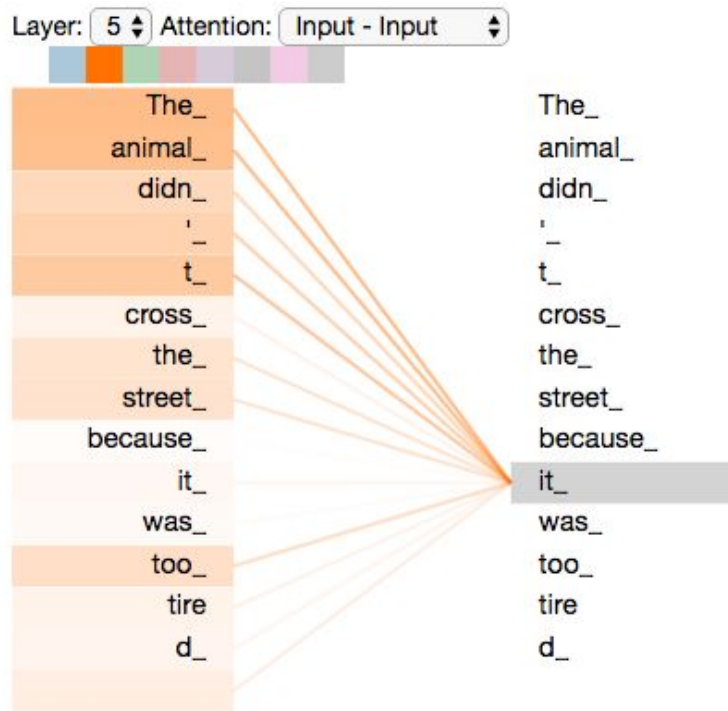 Layer: 5 Attention: Input - Input
The_ The_
animal_ animal_
didn_ didn_
'_ '_
t_ t_
cross_ cross_
the_ the_
street_ street_
because_ because_
it_ it_
was_ was_
too_ too_
tire tire
d_ d_